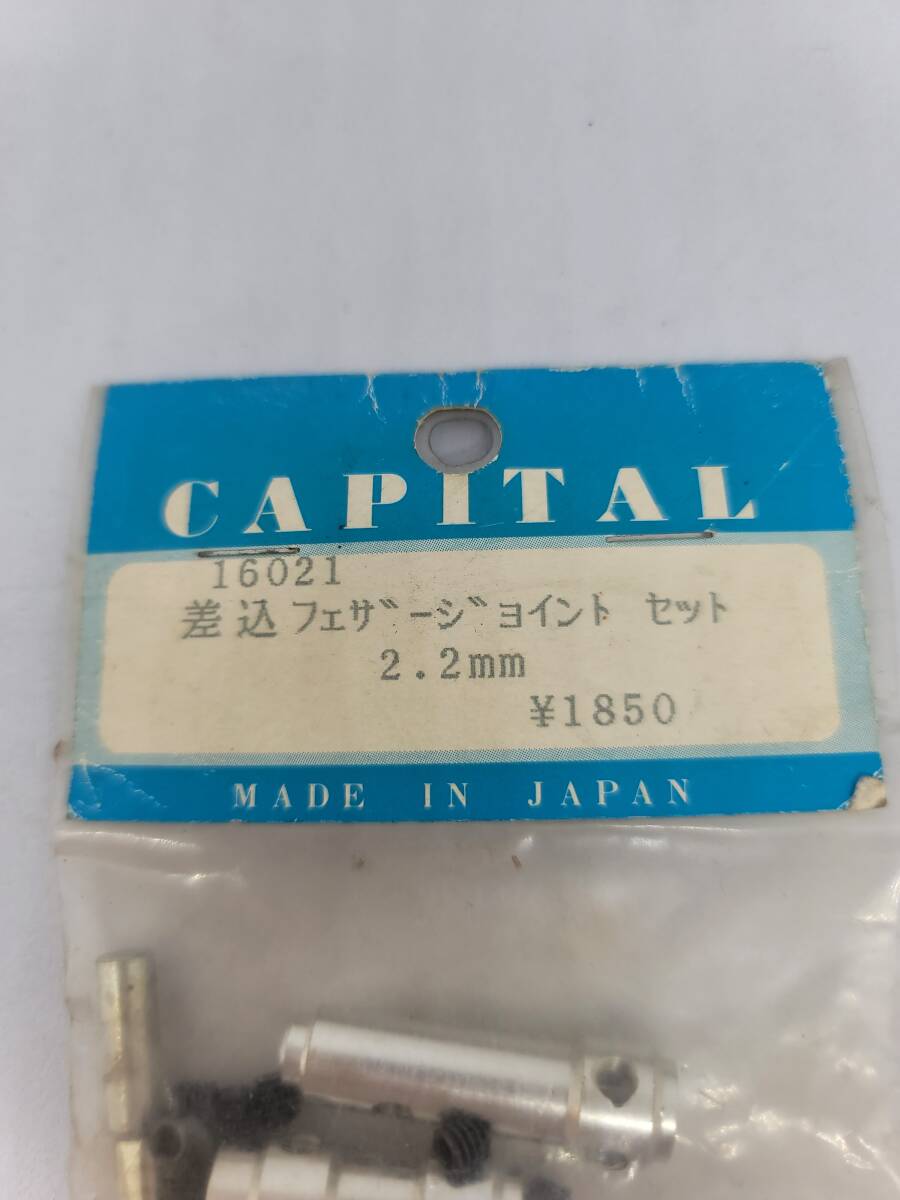 CAPITAL
16021
差込フェザージョイント セット
2.2mm
¥1850
MADE IN JAPAN